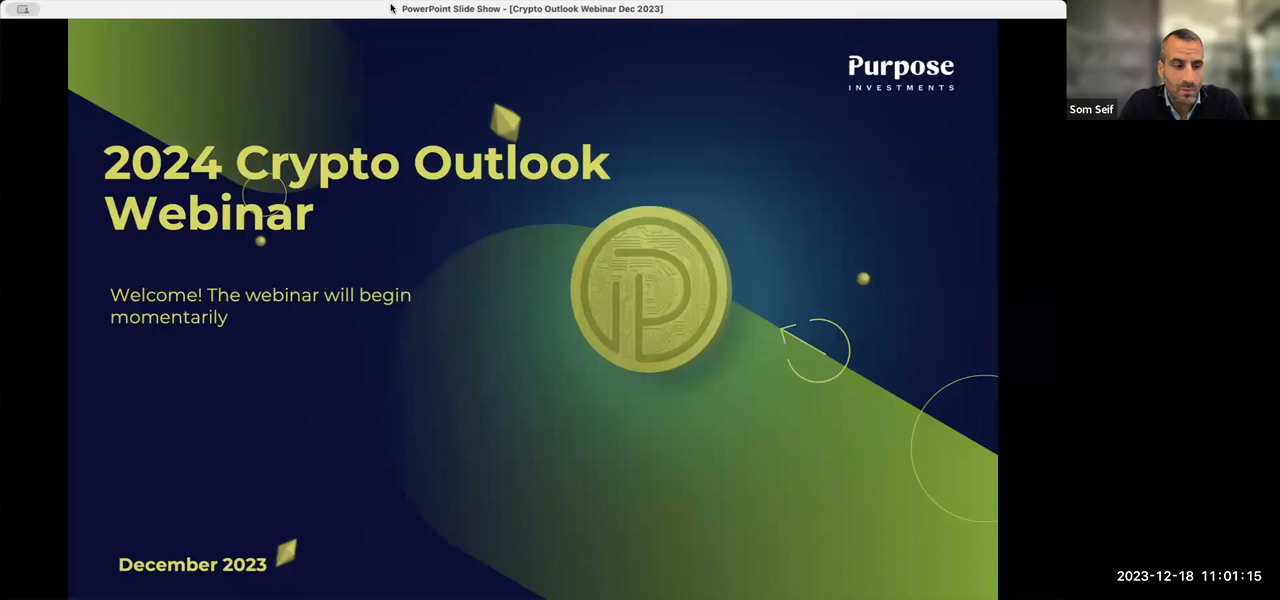 PowerPoint Slide Show - [Crypto Outlook Webinar Dec 2023]
Purpose
INVESTMENTS
Som Seif
2024 Crypto Outlook
Webinar
Welcome! The webinar will begin
momentarily
December 2023
2023-12-18 11:01:15